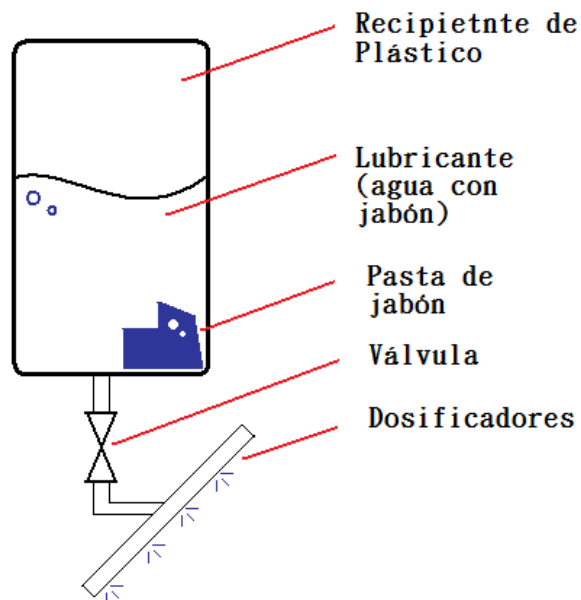 Recipietnte de
Plástico
Lubricante
(agua con
jabón)
Pasta de
jabón
Válvula
Dosificadores